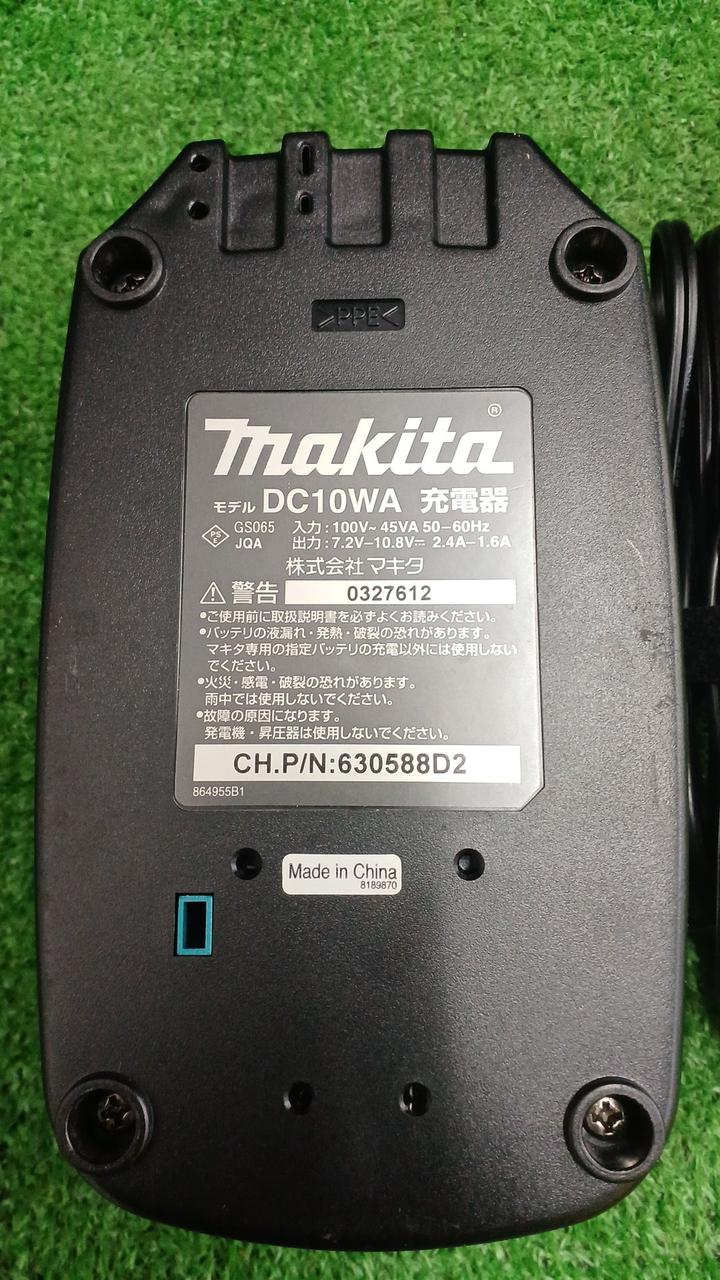 >PPE<
makita®
モデル DC10WA 充電器
PS E GS065 入力:100V~ 45VA 50-60Hz
JQA 出力:7.2V-10.8V⎓ 2.4A-1.6A
株式会社 マキタ
⚠警告 0327612
•ご使用前に取扱説明書を必ずよくお読みください。
•バッテリの液漏れ・発熱・破裂の恐れがあります。
マキタ専用の指定バッテリの充電以外には使用しない
でください。
•火災・感電・破裂の恐れがあります。
雨中では使用しないでください。
•故障の原因になります。
発電機・昇圧器は使用しないでください。
CH.P/N:630588D2
864955B1
Made in China
8189870